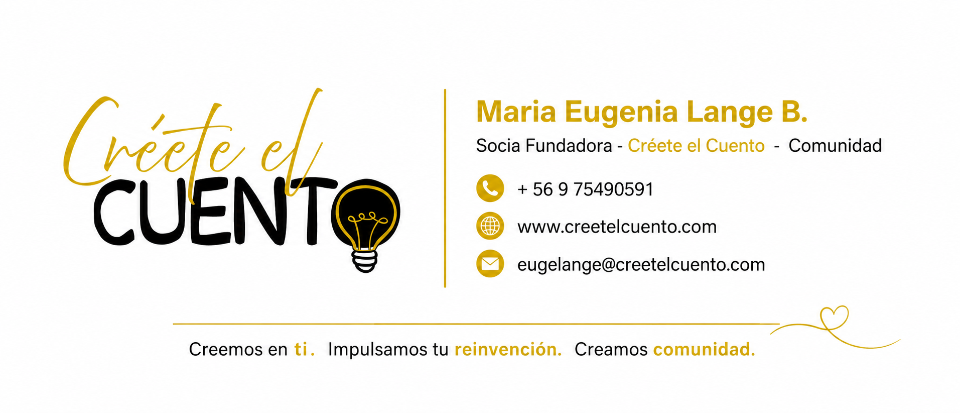 Créete el
CUENTO
Maria Eugenia Lange B.
Socia Fundadora - Créete el Cuento - Comunidad
+ 56 9 75490591
www.creetelcuento.com
eugelange@creetelcuento.com
Creemos en ti. Impulsamos tu reinvención. Creamos comunidad.